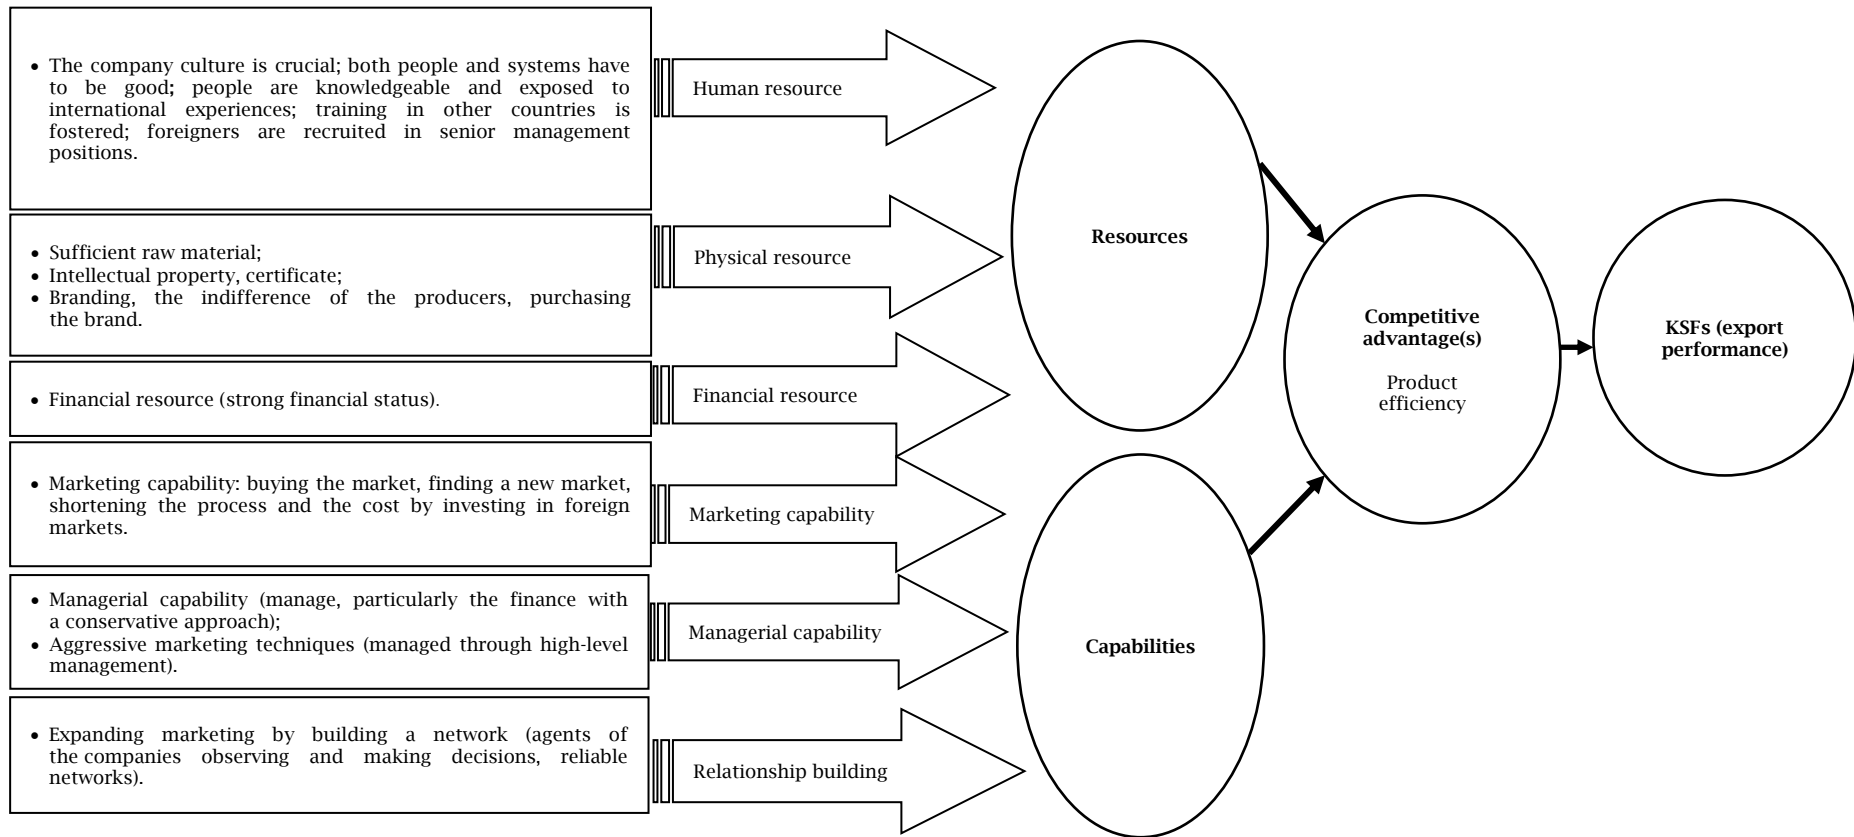 • The company culture is crucial; both people and systems have
to be good; people are knowledgeable and exposed to
international experiences; training in other countries is
fostered; foreigners are recruited in senior management
positions.
Human resource
• Sufficient raw material;
• Intellectual property, certificate;
• Branding, the indifference of the producers, purchasing
the brand.
Physical resource
• Financial resource (strong financial status).
Financial resource
• Marketing capability: buying the market, finding a new market,
shortening the process and the cost by investing in foreign
markets.
Marketing capability
• Managerial capability (manage, particularly the finance with
a conservative approach);
• Aggressive marketing techniques (managed through high-level
management).
Managerial capability
• Expanding marketing by building a network (agents of
the companies observing and making decisions, reliable
networks).
Relationship building
Resources
Capabilities
Competitive
advantage(s)
Product
efficiency
KSFs (export
performance)